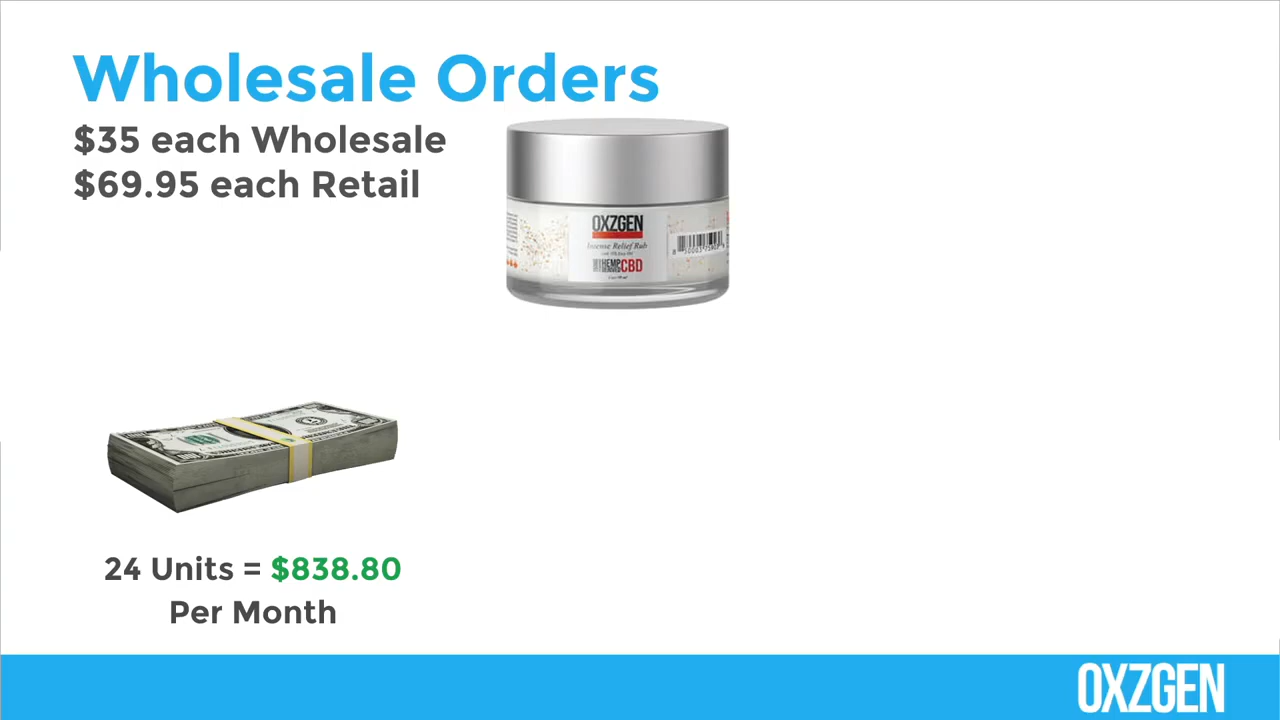 Wholesale Orders
$35 each Wholesale
$69.95 each Retail
OXZGEN
Intense Relief Rub
HEMP
DERIVED
CBD
24 Units = $838.80
Per Month
OXZGEN